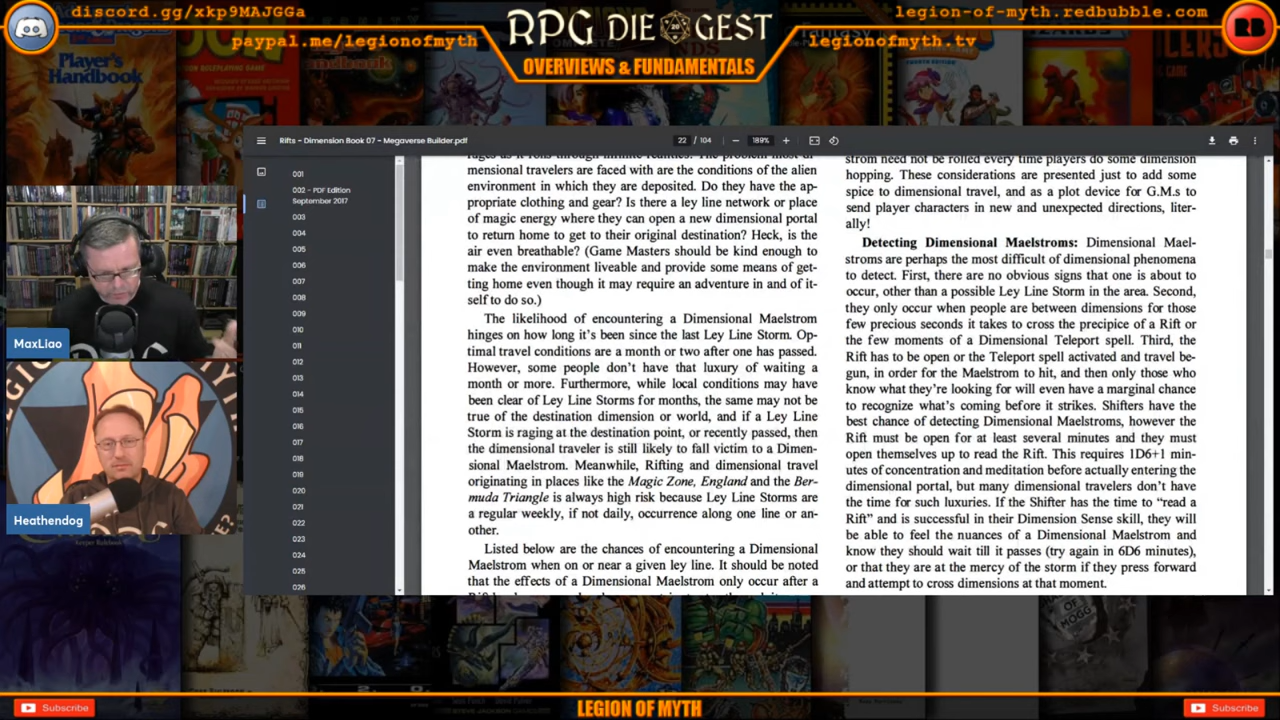 discord.gg/xkp9MAJGGa
paypal.me/legionofmyth
RPG DIE GEST
OVERVIEWS & FUNDAMENTALS
legion-of-myth.redbubble.com
legionofmyth.tv
Player's
Handbook
Rifts - Dimension Book 07 - Megaverse Builder.pdf
22 / 104
189%
001
002 - PDF Edition
September 2017
003
004
005
006
007
008
009
010
011
012
013
014
015
016
017
018
019
020
021
022
023
024
025
026
mensional travelers are faced with are the conditions of the alien
environment in which they are deposited. Do they have the ap-
propriate clothing and gear? Is there a ley line network or place
of magic energy where they can open a new dimensional portal
to return home to get to their original destination? Heck, is the
air even breathable? (Game Masters should be kind enough to
make the environment liveable and provide some means of get-
ting home even though it may require an adventure in and of it-
self to do so.)
The likelihood of encountering a Dimensional Maelstrom
hinges on how long it's been since the last Ley Line Storm. Op-
timal travel conditions are a month or two after one has passed.
However, some people don't have that luxury of waiting a
month or more. Furthermore, while local conditions may have
been clear of Ley Line Storms for months, the same may not be
true of the destination dimension or world, and if a Ley Line
Storm is raging at the destination point, or recently passed, then
the dimensional traveler is still likely to fall victim to a Dimen-
sional Maelstrom. Meanwhile, Rifting and dimensional travel
originating in places like the Magic Zone, England and the Ber-
muda Triangle is always high risk because Ley Line Storms are
a regular weekly, if not daily, occurrence along one line or an-
other.
Listed below are the chances of encountering a Dimensional
Maelstrom when on or near a given ley line. It should be noted
that the effects of a Dimensional Maelstrom only occur after a
strom need not be rolled every time players do some dimension
hopping. These considerations are presented just to add some
spice to dimensional travel, and as a plot device for G.M.s to
send player characters in new and unexpected directions, liter-
ally!
Detecting Dimensional Maelstroms: Dimensional Mael-
stroms are perhaps the most difficult of dimensional phenomena
to detect. First, there are no obvious signs that one is about to
occur, other than a possible Ley Line Storm in the area. Second,
they only occur when people are between dimensions for those
few precious seconds it takes to cross the precipice of a Rift or
the few moments of a Dimensional Teleport spell. Third, the
Rift has to be open or the Teleport spell activated and travel be-
gun, in order for the Maelstrom to hit, and then only those who
know what they're looking for will even have a marginal chance
to recognize what's coming before it strikes. Shifters have the
best chance of detecting Dimensional Maelstroms, however the
Rift must be open for at least several minutes and they must
open themselves up to read the Rift. This requires 1D6+1 min-
utes of concentration and meditation before actually entering the
dimensional portal, but many dimensional travelers don't have
the time for such luxuries. If the Shifter has the time to "read a
Rift" and is successful in their Dimension Sense skill, they will
be able to feel the nuances of a Dimensional Maelstrom and
know they should wait till it passes (try again in 6D6 minutes),
or that they are at the mercy of the storm if they press forward
and attempt to cross dimensions at that moment.
MaxLiao
Heathendog
Subscribe
LEGION OF MYTH
Subscribe